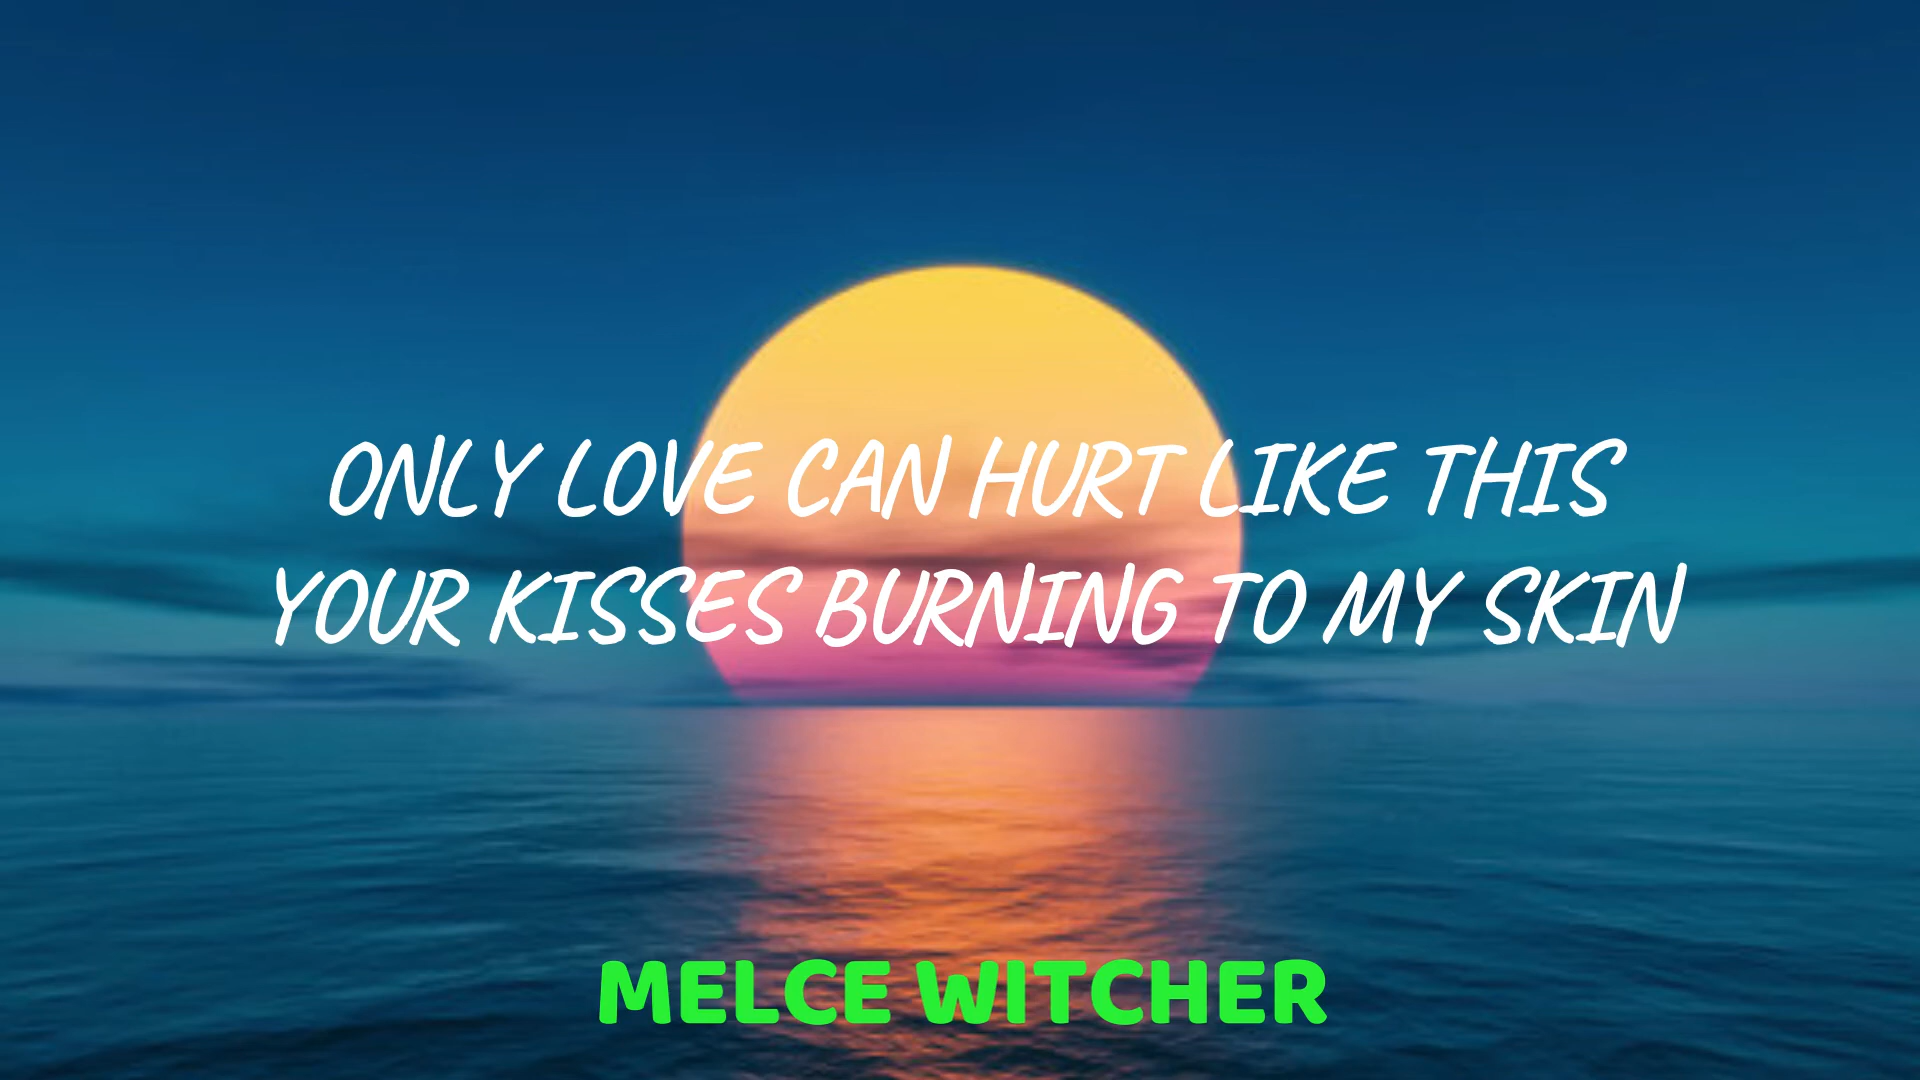 ONLY LOVE CAN HURT LIKE THIS
YOUR KISSES BURNING TO MY SKIN
MELCE WITCHER